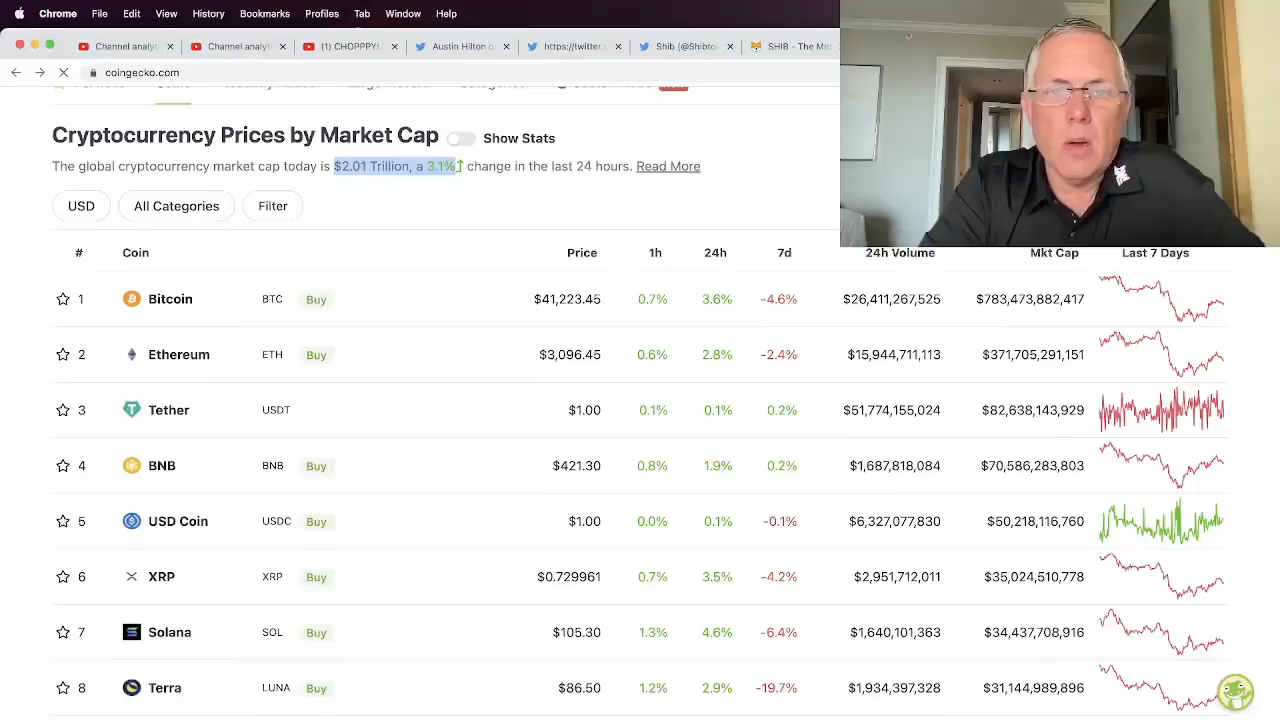 Chrome File Edit View History Bookmarks Profiles Tab Window Help
Channel analyt Channel analyt (1) CHOPPPY! Austin Hilton o https://twitter Shib (@Shibto SHIB - The Me
coingecko.com
Cryptocurrency Prices by Market Cap Show Stats
The global cryptocurrency market cap today is $2.01 Trillion, a 3.1% change in the last 24 hours. Read More
USD All Categories Filter
# Coin Price 1h 24h 7d 24h Volume Mkt Cap Last 7 Days
1 Bitcoin BTC Buy $41,223.45 0.7% 3.6% -4.6% $26,411,267,525 $783,473,882,417
2 Ethereum ETH Buy $3,096.45 0.6% 2.8% -2.4% $15,944,711,113 $371,705,291,151
3 Tether USDT $1.00 0.1% 0.1% 0.2% $51,774,155,024 $82,638,143,929
4 BNB BNB Buy $421.30 0.8% 1.9% 0.2% $1,687,818,084 $70,586,283,803
5 USD Coin USDC Buy $1.00 0.0% 0.1% -0.1% $6,327,077,830 $50,218,116,760
6 XRP XRP Buy $0.729961 0.7% 3.5% -4.2% $2,951,712,011 $35,024,510,778
7 Solana SOL Buy $105.30 1.3% 4.6% -6.4% $1,640,101,363 $34,437,708,916
8 Terra LUNA Buy $86.50 1.2% 2.9% -19.7% $1,934,397,328 $31,144,989,896